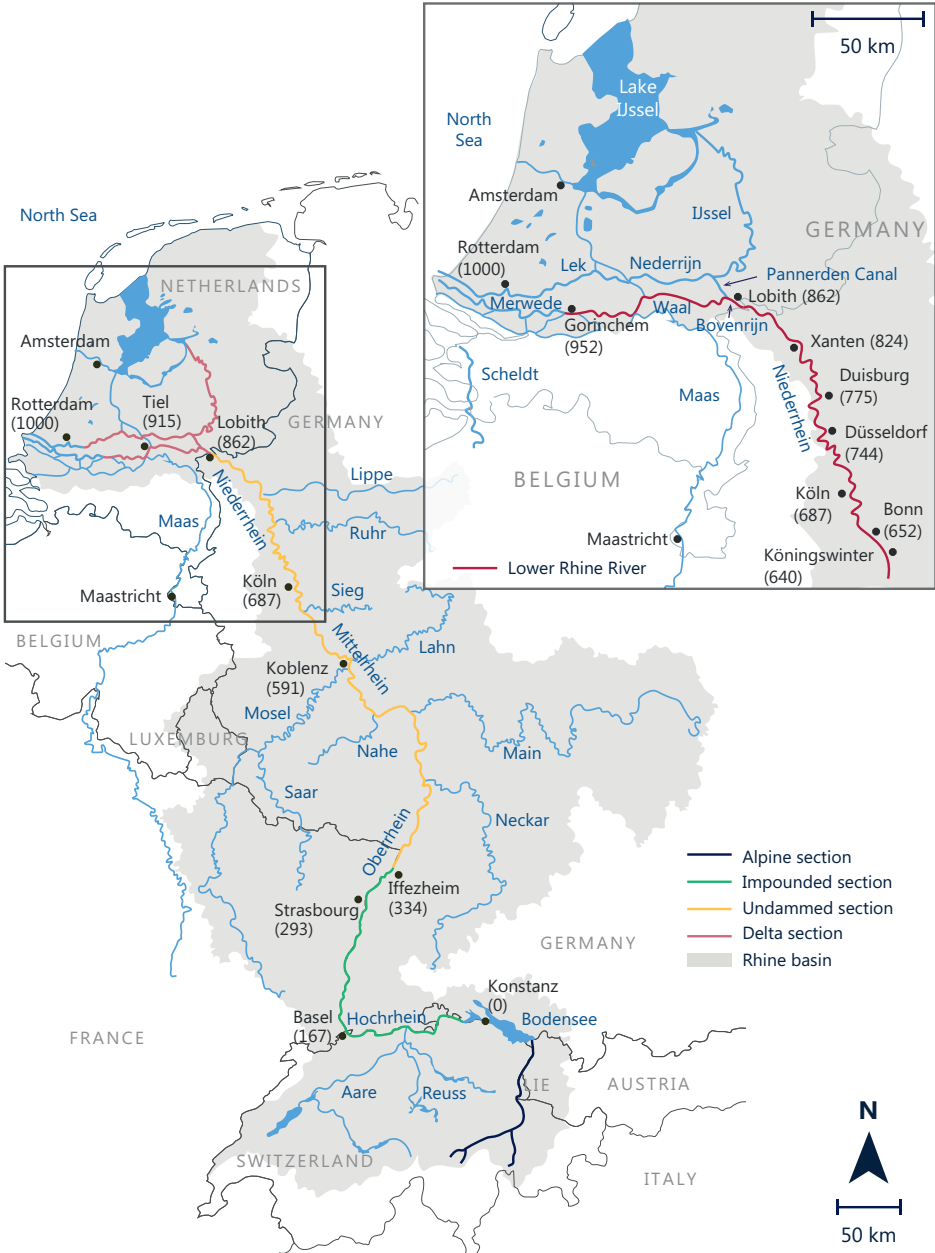 50 km
Lake
IJssel
North
Sea
Amsterdam
IJssel
GERMANY
Rotterdam
(1000)
Lek
Nederrijn
Pannerden Canal
Merwede
Waal
Lobith (862)
Gorinchem
(952)
Bovenrijn
Xanten (824)
Scheldt
Maas
Niederrhein
Duisburg
(775)
Düsseldorf
(744)
BELGIUM
Köln
(687)
Bonn
(652)
Maastricht
Köningswinter
(640)
Lower Rhine River
North Sea
NETHERLANDS
Amsterdam
Rotterdam
(1000)
Tiel
(915)
Lobith
(862)
GERMANY
Lippe
Niederrhein
Maas
Ruhr
Maastricht
Köln
(687)
Sieg
BELGIUM
Mittelrhein
Lahn
Koblenz
(591)
Mosel
LUXEMBURG
Nahe
Main
Saar
Oberrhein
Neckar
Iffezheim
(334)
Strasbourg
(293)
Alpine section
Impounded section
Undammed section
Delta section
Rhine basin
GERMANY
Konstanz
(0)
Basel
(167)
Hochrhein
Bodensee
FRANCE
Aare
Reuss
LIE
AUSTRIA
SWITZERLAND
ITALY
N
50 km